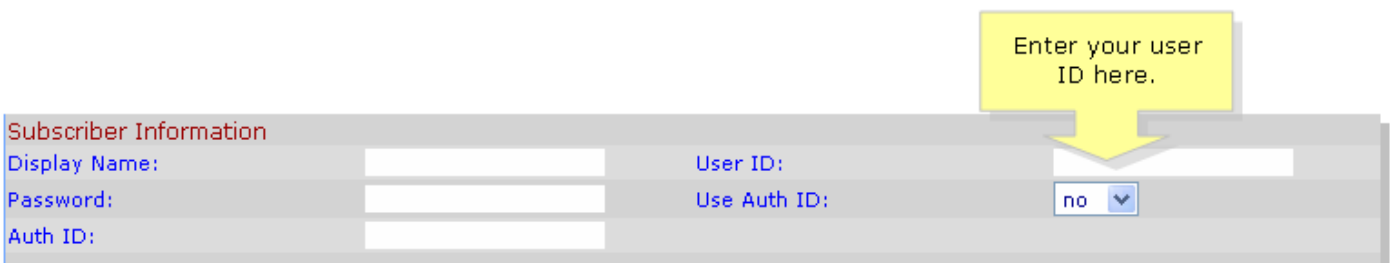 Enter your user
ID here.
Subscriber Information
Display Name: User ID:
Password: Use Auth ID: no
Auth ID: